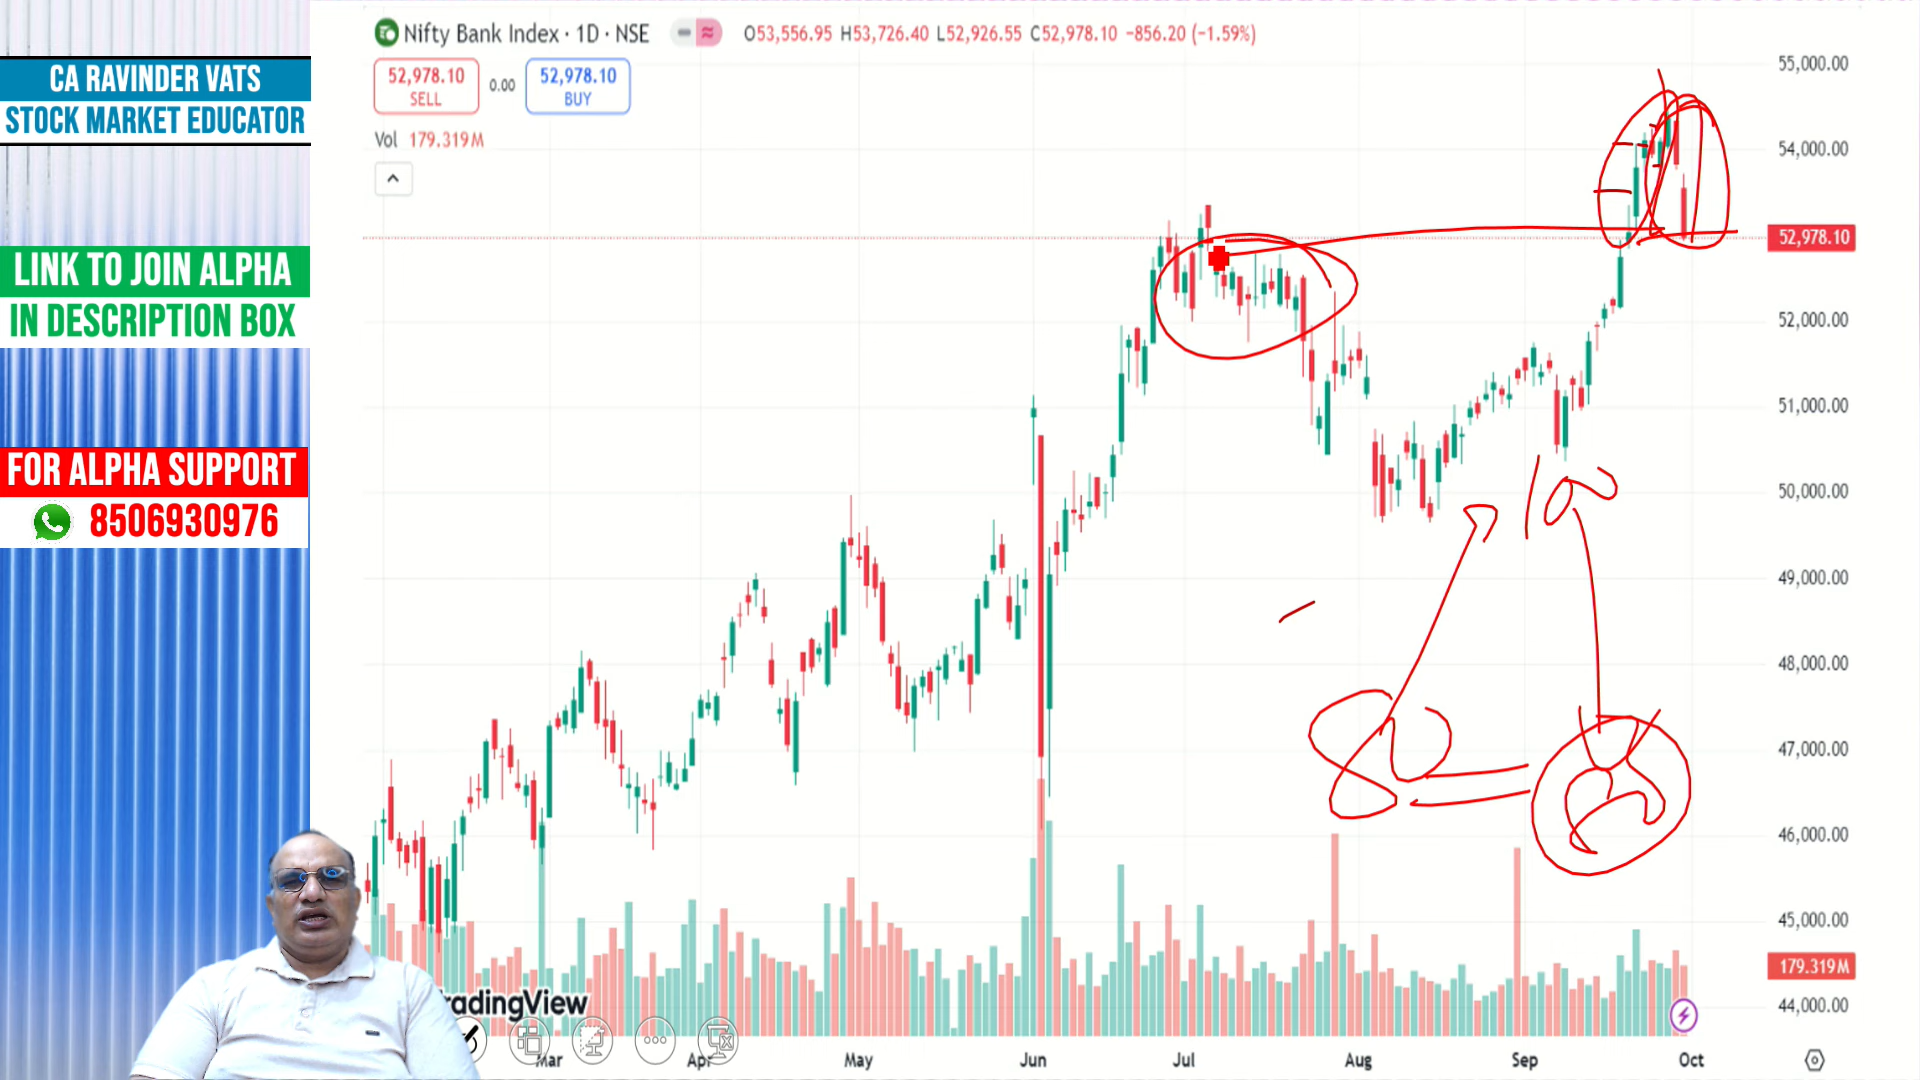 CA RAVINDER VATS
STOCK MARKET EDUCATOR
LINK TO JOIN ALPHA
IN DESCRIPTION BOX
FOR ALPHA SUPPORT
8506930976
Nifty Bank Index · 1D · NSE
O53,556.95 H53,726.40 L52,926.55 C52,978.10 −856.20 (−1.59%)
52,978.10
SELL
0.00
52,978.10
BUY
Vol 179.319M
55,000.00
54,000.00
52,978.10
52,000.00
51,000.00
50,000.00
49,000.00
48,000.00
47,000.00
46,000.00
45,000.00
179.319M
44,000.00
100
80
TradingView
Mar
Apr
May
Jun
Jul
Aug
Sep
Oct